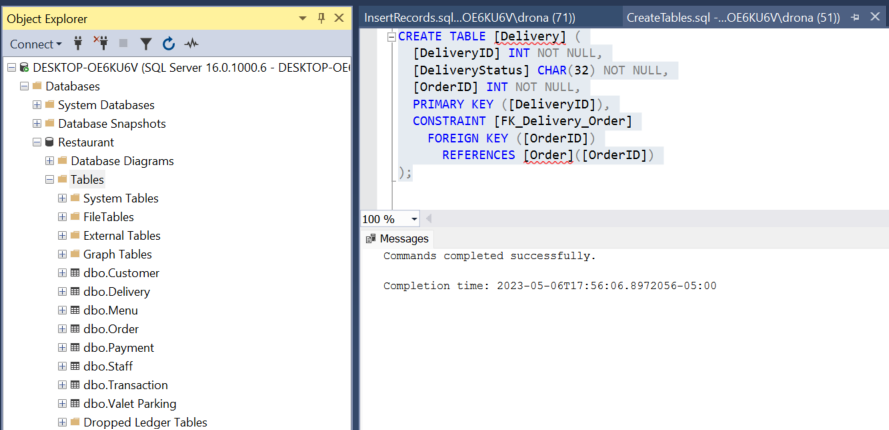 Object Explorer
Connect
DESKTOP-OE6KU6V (SQL Server 16.0.1000.6 - DESKTOP-OE
Databases
System Databases
Database Snapshots
Restaurant
Database Diagrams
Tables
System Tables
FileTables
External Tables
Graph Tables
dbo.Customer
dbo.Delivery
dbo.Menu
dbo.Order
dbo.Payment
dbo.Staff
dbo.Transaction
dbo.Valet Parking
Dropped Ledger Tables
InsertRecords.sql...OE6KU6V\drona (71))
CreateTables.sql -...OE6KU6V\drona (51))
CREATE TABLE [Delivery] (
[DeliveryID] INT NOT NULL,
[DeliveryStatus] CHAR(32) NOT NULL,
[OrderID] INT NOT NULL,
PRIMARY KEY ([DeliveryID]),
CONSTRAINT [FK_Delivery_Order]
FOREIGN KEY ([OrderID])
REFERENCES [Order]([OrderID])
);
100 %
Messages
Commands completed successfully.
Completion time: 2023-05-06T17:56:06.8972056-05:00